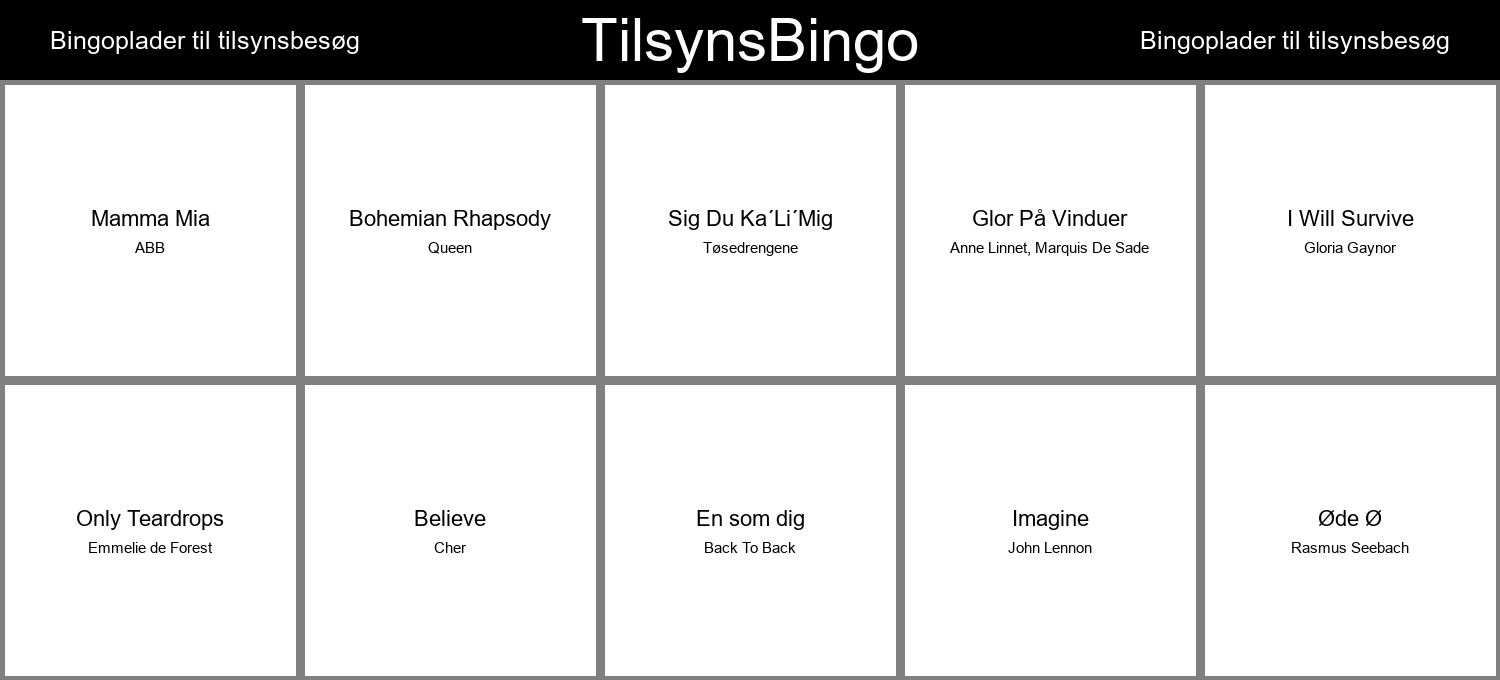 Bingoplader til tilsynsbesøg
TilsynsBingo
Bingoplader til tilsynsbesøg
Mamma Mia
ABB
Bohemian Rhapsody
Queen
Sig Du Ka´Li´Mig
Tøsedrengene
Glor På Vinduer
Anne Linnet, Marquis De Sade
I Will Survive
Gloria Gaynor
Only Teardrops
Emmelie de Forest
Believe
Cher
En som dig
Back To Back
Imagine
John Lennon
Øde Ø
Rasmus Seebach